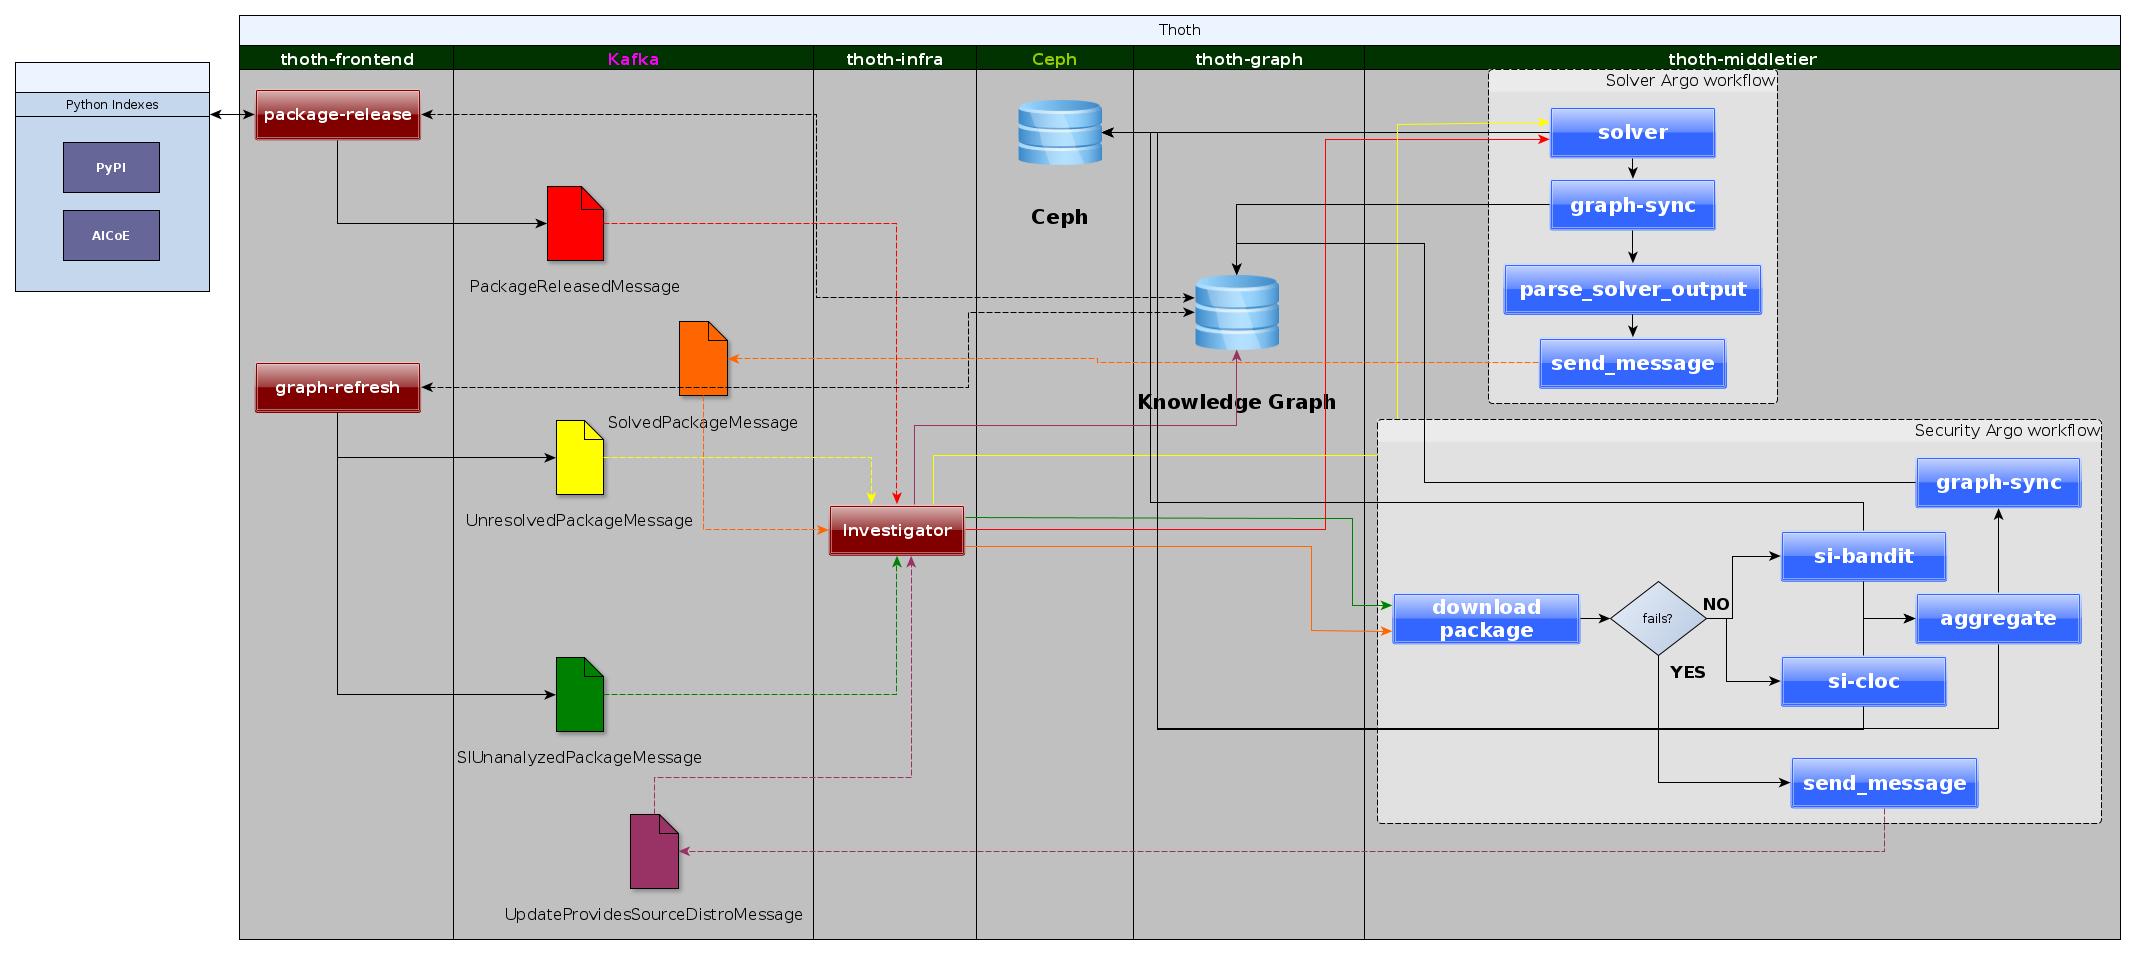 Thoth
thoth-frontend
Kafka
thoth-infra
Ceph
thoth-graph
thoth-middletier
Python Indexes
PyPI
AICoE
package-release
PackageReleasedMessage
Ceph
Solver Argo workflow
solver
graph-sync
parse_solver_output
send_message
graph-refresh
SolvedPackageMessage
Knowledge Graph
UnresolvedPackageMessage
Investigator
Security Argo workflow
graph-sync
si-bandit
download
package
fails?
NO
YES
aggregate
si-cloc
send_message
SIUnanalyzedPackageMessage
UpdateProvidesSourceDistroMessage